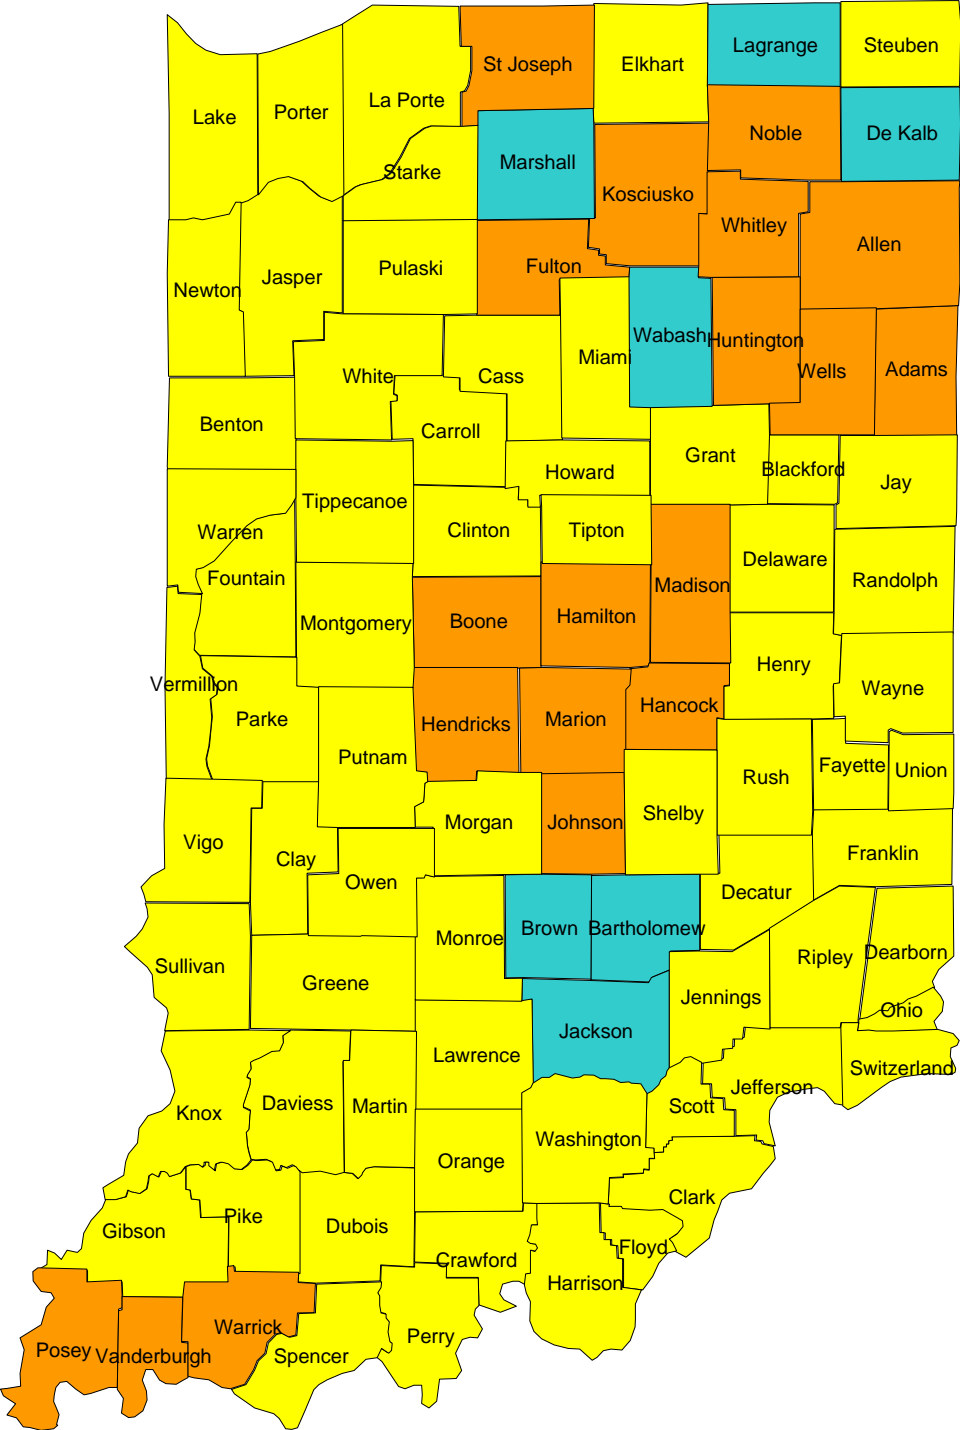 Lagrange
Steuben
St Joseph
Elkhart
La Porte
Porter
Lake
Noble
De Kalb
Marshall
Starke
Kosciusko
Whitley
Allen
Fulton
Pulaski
Jasper
Newton
Wabash
Huntington
Miami
Wells
Adams
White
Cass
Benton
Carroll
Grant
Blackford
Howard
Jay
Tippecanoe
Clinton
Tipton
Warren
Delaware
Fountain
Madison
Randolph
Montgomery
Boone
Hamilton
Henry
Vermillion
Wayne
Parke
Hendricks
Marion
Hancock
Putnam
Rush
Fayette
Union
Morgan
Johnson
Shelby
Vigo
Clay
Franklin
Owen
Decatur
Monroe
Brown
Bartholomew
Sullivan
Ripley
Dearborn
Greene
Jennings
Ohio
Jackson
Lawrence
Switzerland
Jefferson
Knox
Daviess
Martin
Scott
Washington
Orange
Clark
Gibson
Pike
Dubois
Crawford
Floyd
Harrison
Warrick
Posey
Vanderburgh
Spencer
Perry